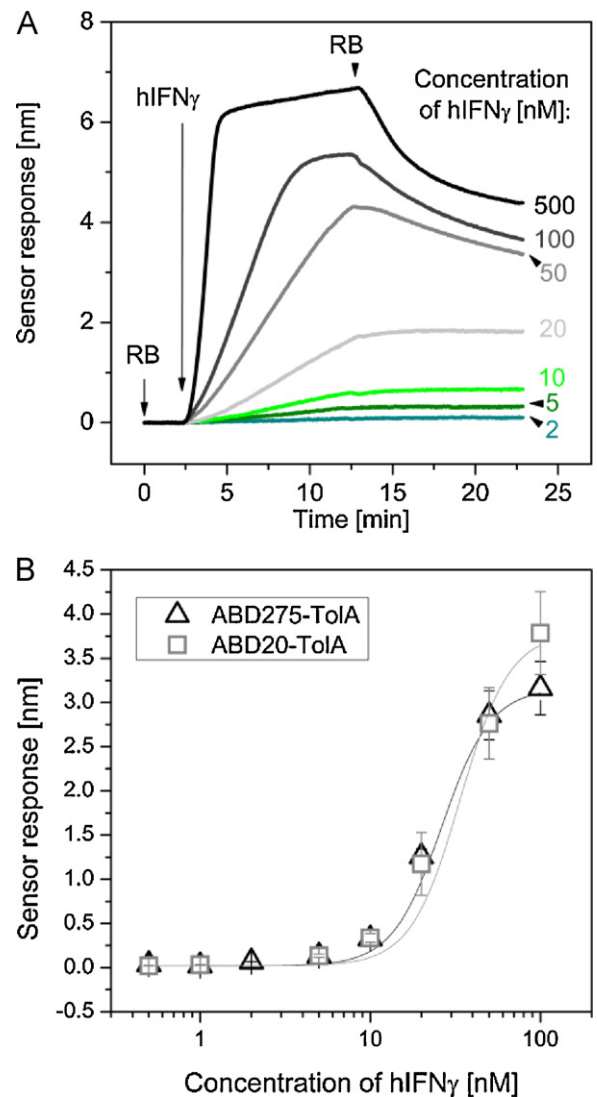 A
8
6
4
2
0
Sensor response [nm]
RB
hIFNγ
RB
Concentration
of hIFNγ [nM]:
500
100
50
20
10
5
2
0 5 10 15 20 25
Time [min]
B
4.5
4.0
3.5
3.0
2.5
2.0
1.5
1.0
0.5
0.0
-0.5
Sensor response [nm]
ABD275-TolA
ABD20-TolA
1 10 100
Concentration of hIFNγ [nM]